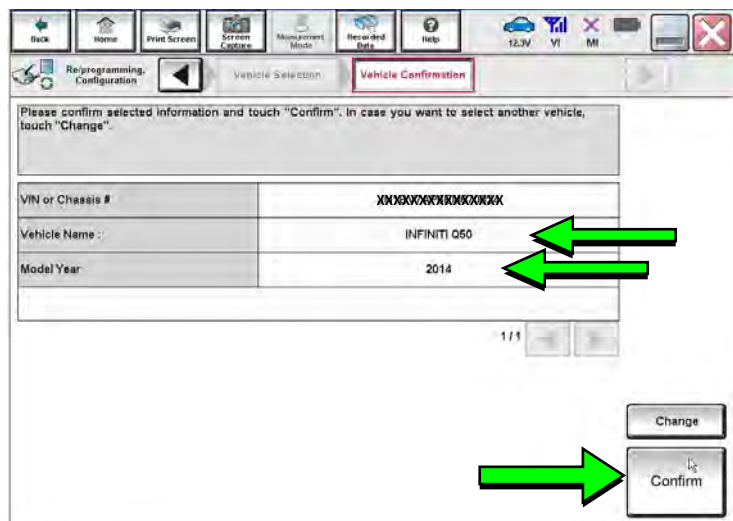 Back
Home
Print Screen
Screen Capture
Measurement Mode
Recorded Data
Help
12.3V
VI
MI
Re/programming, Configuration
Vehicle Selection
Vehicle Confirmation
Please confirm selected information and touch "Confirm". In case you want to select another vehicle,
touch "Change".
VIN or Chassis #
Vehicle Name : INFINITI Q50
Model Year 2014
1/1
Change
Confirm